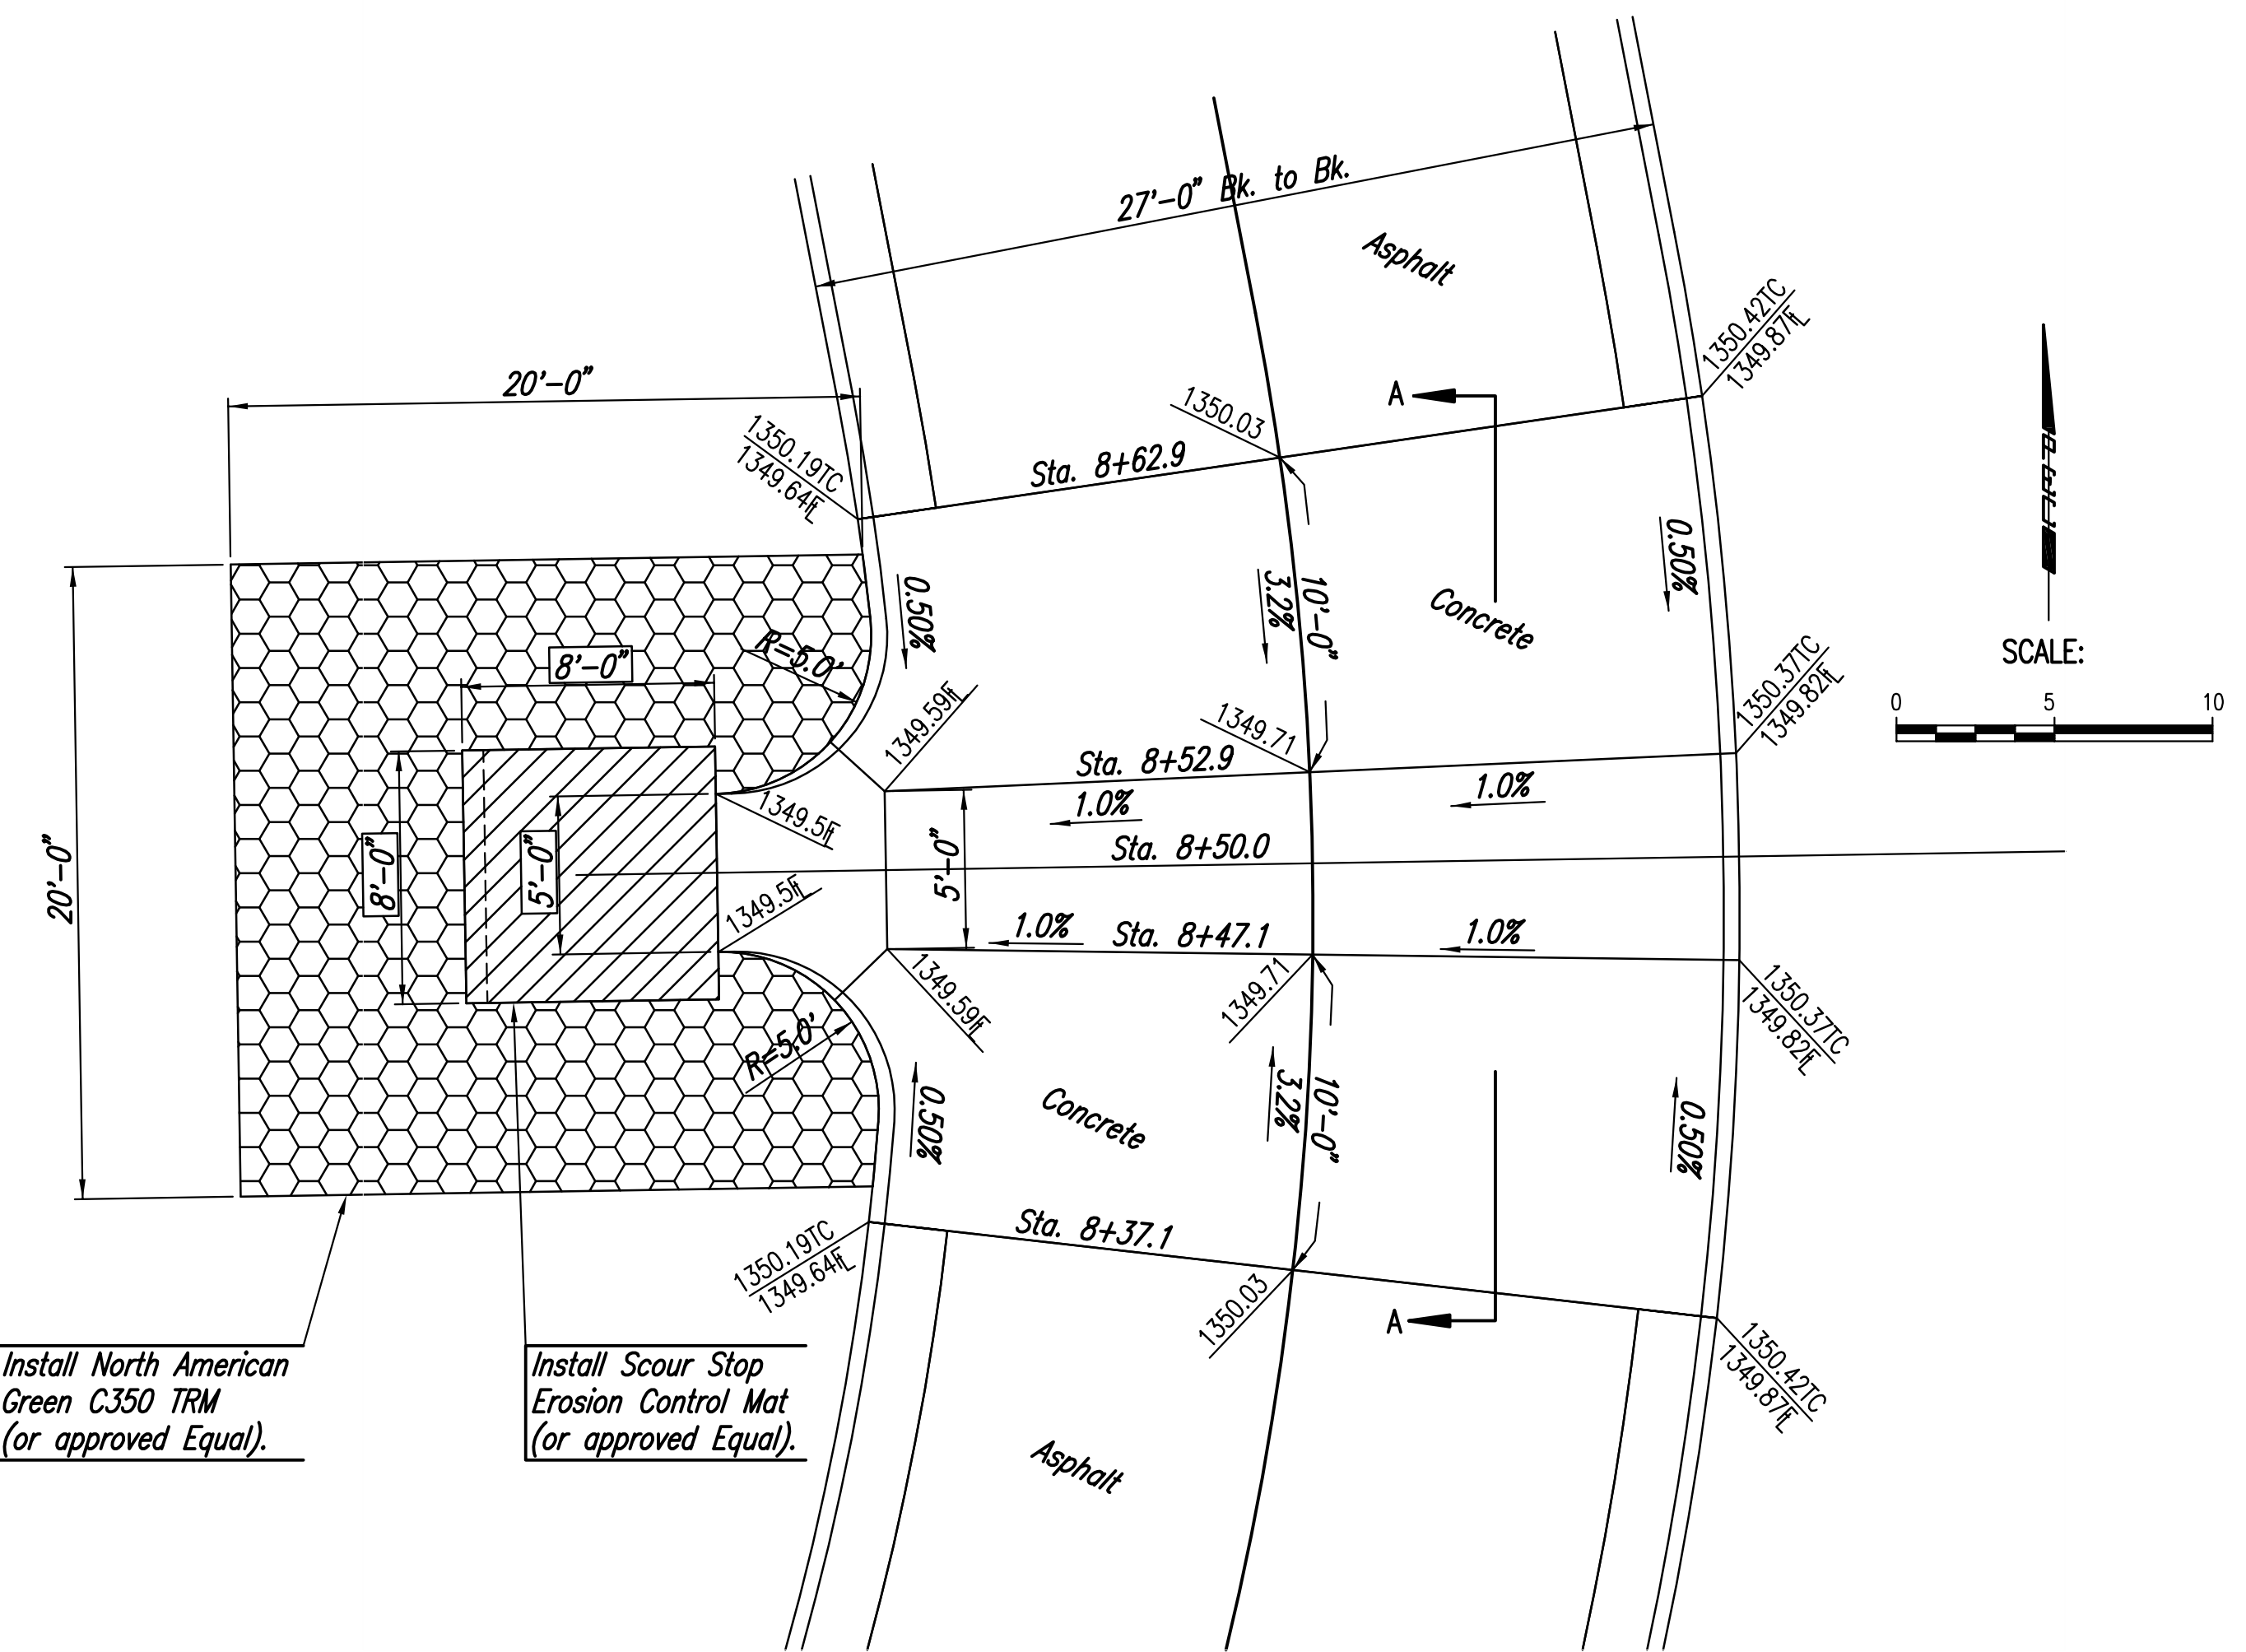 27'-0" Bk. to Bk.
Asphalt
1350.42TC
1349.87FL
20'-0"
A
1350.03
1350.19TC
1349.64FL
Sta. 8+62.9
0.50%
0.50%
3.2%
10'-0"
Concrete
SCALE:
0 5 10
R=5.0'
8'-0"
1349.59FL
1349.71
1350.37TC
1349.82FL
Sta. 8+52.9
1.0%
1.0%
1349.5FL
20'-0"
8'-0"
5'-0"
5'-0"
Sta. 8+50.0
1349.5FL
1.0%
Sta. 8+47.1
1.0%
1349.59FL
1349.71
1350.37TC
1349.82FL
R=5.0'
0.50%
3.2%
10'-0"
0.50%
Concrete
Sta. 8+37.1
1350.19TC
1349.64FL
1350.03
A
1350.42TC
1349.87FL
Install North American
Green C350 TRM
(or approved Equal).
Install Scour Stop
Erosion Control Mat
(or approved Equal).
Asphalt